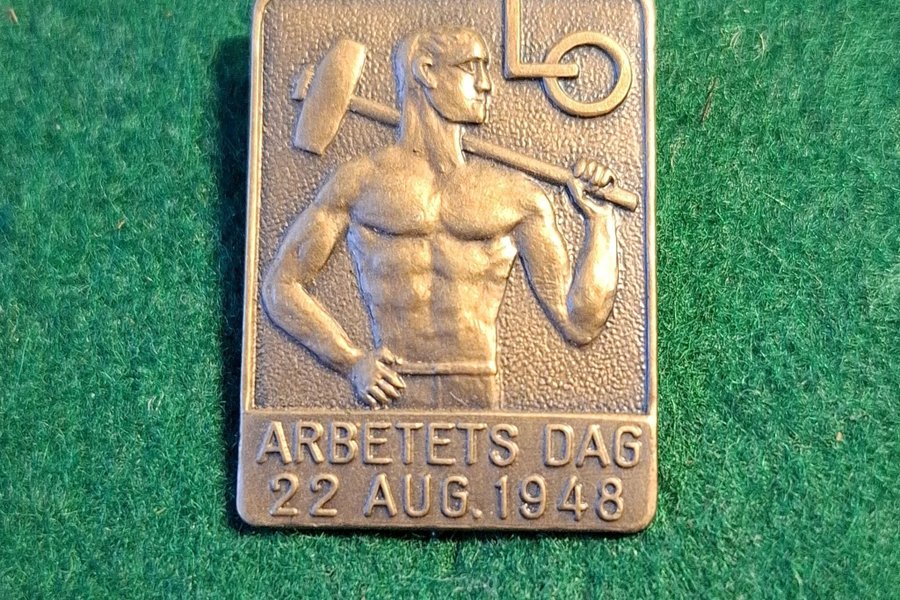 LO
ARBETETS DAG
22 AUG. 1948